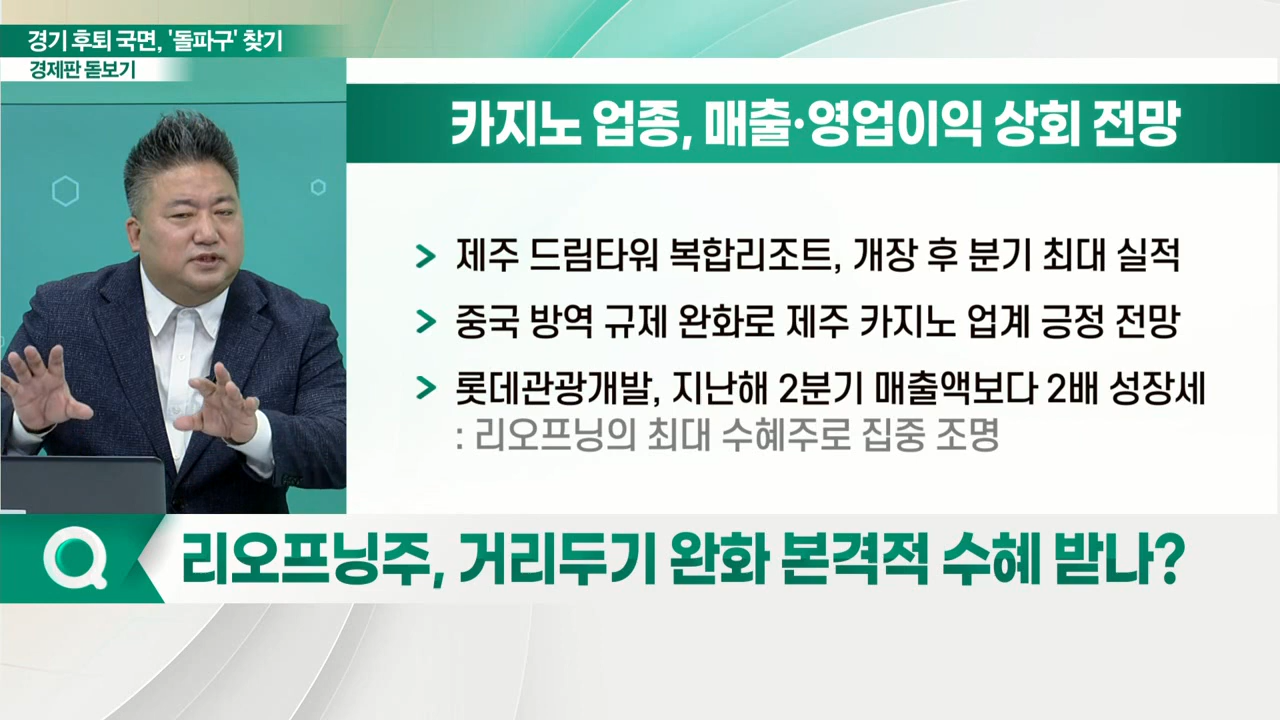 경기 후퇴 국면, '돌파구' 찾기
경제판 돋보기
카지노 업종, 매출·영업이익 상회 전망
> 제주 드림타워 복합리조트, 개장 후 분기 최대 실적
> 중국 방역 규제 완화로 제주 카지노 업계 긍정 전망
> 롯데관광개발, 지난해 2분기 매출액보다 2배 성장세
: 리오프닝의 최대 수혜주로 집중 조명
리오프닝주, 거리두기 완화 본격적 수혜 받나?